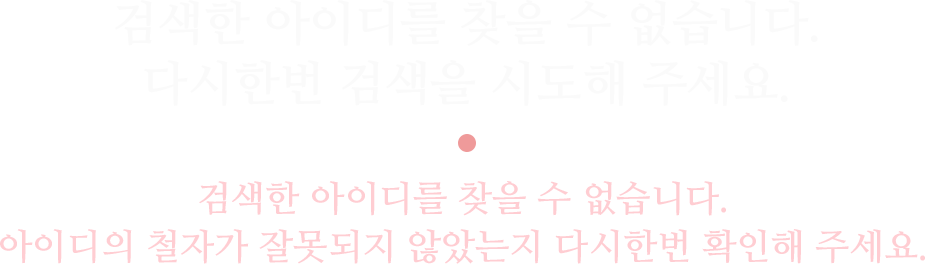 검색한 아이디를 찾을 수 없습니다.
다시한번 검색을 시도해 주세요.
검색한 아이디를 찾을 수 없습니다.
아이디의 철자가 잘못되지 않았는지 다시한번 확인해 주세요.